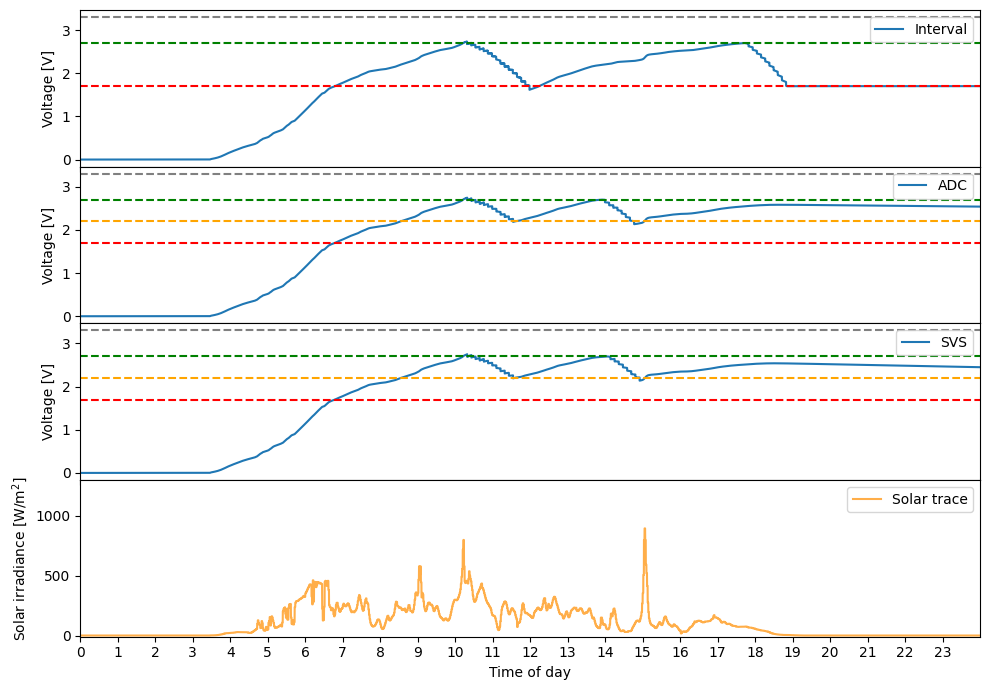 Voltage [V]
3
2
1
0
Interval
Voltage [V]
3
2
1
0
ADC
Voltage [V]
3
2
1
0
SVS
Solar irradiance [W/m²]
1000
500
0
Solar trace
0 1 2 3 4 5 6 7 8 9 10 11 12 13 14 15 16 17 18 19 20 21 22 23
Time of day